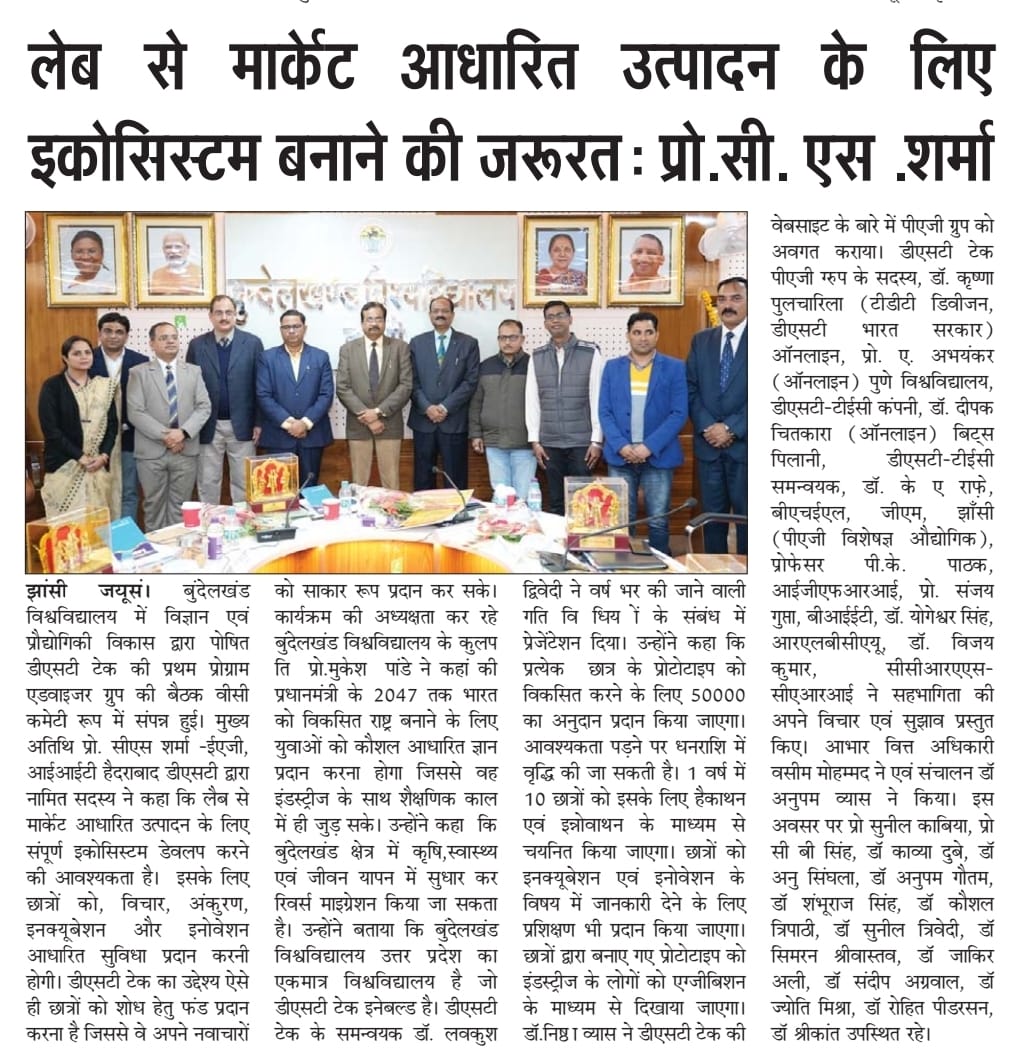 लेब से मार्केट आधारित उत्पादन के लिए
इकोसिस्टम बनाने की जरूरत: प्रो.सी. एस .शर्मा
बुन्देलखण्ड विश्वविद्यालय
झांसी जयूसं। बुंदेलखंड
विश्वविद्यालय में विज्ञान एवं
प्रौद्योगिकी विकास द्वारा पोषित
डीएसटी टेक की प्रथम प्रोग्राम
एडवाइजर ग्रुप की बैठक वीसी
कमेटी रूप में संपन्न हुई। मुख्य
अतिथि प्रो. सीएस शर्मा -ईएजी,
आईआईटी हैदराबाद डीएसटी द्वारा
नामित सदस्य ने कहा कि लैब से
मार्केट आधारित उत्पादन के लिए
संपूर्ण इकोसिस्टम डेवलप करने
की आवश्यकता है। इसके लिए
छात्रों को, विचार, अंकुरण,
इनक्यूबेशन और इनोवेशन
आधारित सुविधा प्रदान करनी
होगी। डीएसटी टेक का उद्देश्य ऐसे
ही छात्रों को शोध हेतु फंड प्रदान
करना है जिससे वे अपने नवाचारों
को साकार रूप प्रदान कर सके।
कार्यक्रम की अध्यक्षता कर रहे
बुंदेलखंड विश्वविद्यालय के कुलप
ति प्रो.मुकेश पांडे ने कहां की
प्रधानमंत्री के 2047 तक भारत
को विकसित राष्ट्र बनाने के लिए
युवाओं को कौशल आधारित ज्ञान
प्रदान करना होगा जिससे वह
इंडस्ट्रीज के साथ शैक्षणिक काल
में ही जुड़ सके। उन्होंने कहा कि
बुंदेलखंड क्षेत्र में कृषि,स्वास्थ्य
एवं जीवन यापन में सुधार कर
रिवर्स माइग्रेशन किया जा सकता
है। उन्होंने बताया कि बुंदेलखंड
विश्वविद्यालय उत्तर प्रदेश का
एकमात्र विश्वविद्यालय है जो
डीएसटी टेक इनेबल्ड है। डीएसटी
टेक के समन्वयक डॉ. लवकुश
द्विवेदी ने वर्ष भर की जाने वाली
गति वि धिय ों के संबंध में
प्रेजेंटेशन दिया। उन्होंने कहा कि
प्रत्येक छात्र के प्रोटोटाइप को
विकसित करने के लिए 50000
का अनुदान प्रदान किया जाएगा।
आवश्यकता पड़ने पर धनराशि में
वृद्धि की जा सकती है। 1 वर्ष में
10 छात्रों को इसके लिए हैकाथन
एवं इन्नोवाथन के माध्यम से
चयनित किया जाएगा। छात्रों को
इनक्यूबेशन एवं इनोवेशन के
विषय में जानकारी देने के लिए
प्रशिक्षण भी प्रदान किया जाएगा।
छात्रों द्वारा बनाए गए प्रोटोटाइप को
इंडस्ट्रीज के लोगों को एग्जीबिशन
के माध्यम से दिखाया जाएगा।
डॉ.निष्ठ ा व्यास ने डीएसटी टेक की
वेबसाइट के बारे में पीएजी ग्रुप को
अवगत कराया। डीएसटी टेक
पीएजी ग्रुप के सदस्य, डॉ. कृष्णा
पुलचारिला (टीडीटी डिवीजन,
डीएसटी भारत सरकार)
ऑनलाइन, प्रो. ए. अभयंकर
(ऑनलाइन) पुणे विश्वविद्यालय,
डीएसटी-टीईसी कंपनी, डॉ. दीपक
चितकारा (ऑनलाइन) बिट्स
पिलानी, डीएसटी-टीईसी
समन्वयक, डॉ. के ए राफे,
बीएचईएल, जीएम, झाँसी
(पीएजी विशेषज्ञ औद्योगिक),
प्रोफेसर पी.के. पाठक,
आईजीएफआरआई, प्रो. संजय
गुप्ता, बीआईईटी, डॉ. योगेश्वर सिंह,
आरएलबीसीएयू, डॉ. विजय
कुमार, सीसीआरएएस-
सीएआरआई ने सहभागिता की
अपने विचार एवं सुझाव प्रस्तुत
किए। आभार वित्त अधिकारी
वसीम मोहम्मद ने एवं संचालन डॉ
अनुपम व्यास ने किया। इस
अवसर पर प्रो सुनील काबिया, प्रो
सी बी सिंह, डॉ काव्या दुबे, डॉ
अनु सिंघला, डॉ अनुपम गौतम,
डॉ शंभूराज सिंह, डॉ कौशल
त्रिपाठी, डॉ सुनील त्रिवेदी, डॉ
सिमरन श्रीवास्तव, डॉ जाकिर
अली, डॉ संदीप अग्रवाल, डॉ
ज्योति मिश्रा, डॉ रोहित पीडरसन,
डॉ श्रीकांत उपस्थित रहे।